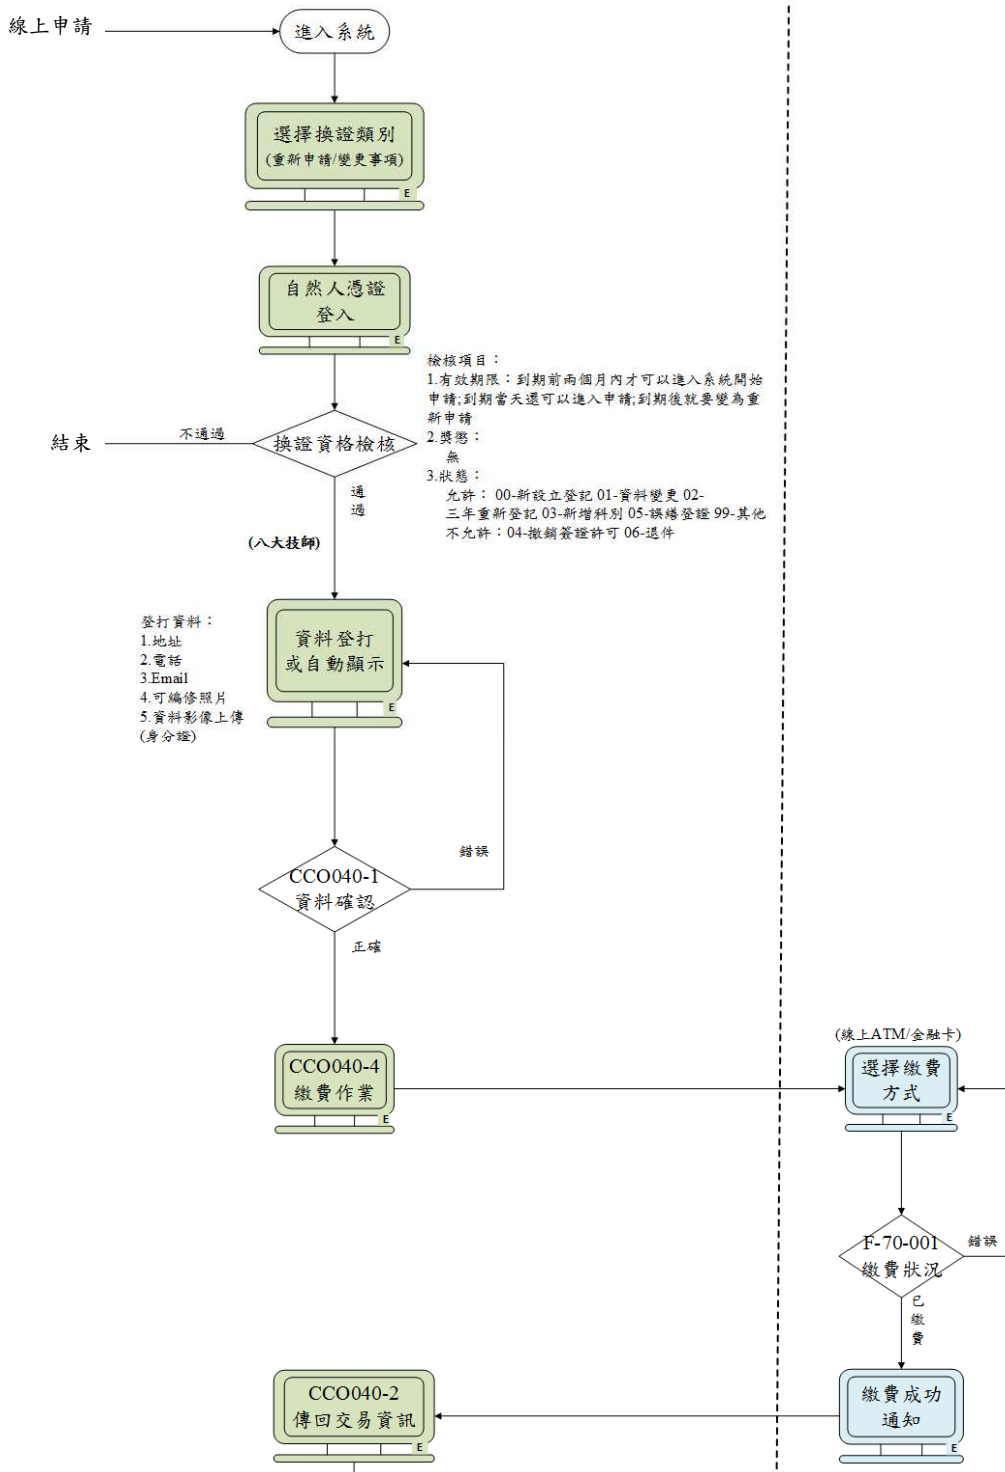 線上申請
進入系統
選擇換證類別
(重新申請/變更事項)
E
自然人憑證
登入
E
檢核項目：
1.有效期限：到期前兩個月內才可以進入系統開始
申請;到期當天還可以進入申請;到期後就要變為重
新申請
2.獎懲：
無
3.狀態：
允許： 00-新設立登記 01-資料變更 02-
三年重新登記 03-新增科別 05-誤繕登證 99-其他
不允許：04-撤銷簽證許可 06-退件
結束
不通過
換證資格檢核
通
過
(八大技師)
登打資料：
1.地址
2.電話
3.Email
4.可編修照片
5.資料影像上傳
(身分證)
資料登打
或自動顯示
E
錯誤
CCO040-1
資料確認
正確
CCO040-4
繳費作業
E
(線上ATM/金融卡)
選擇繳費
方式
E
F-70-001
繳費狀況
錯誤
已
繳
費
繳費成功
通知
E
CCO040-2
傳回交易資訊
E